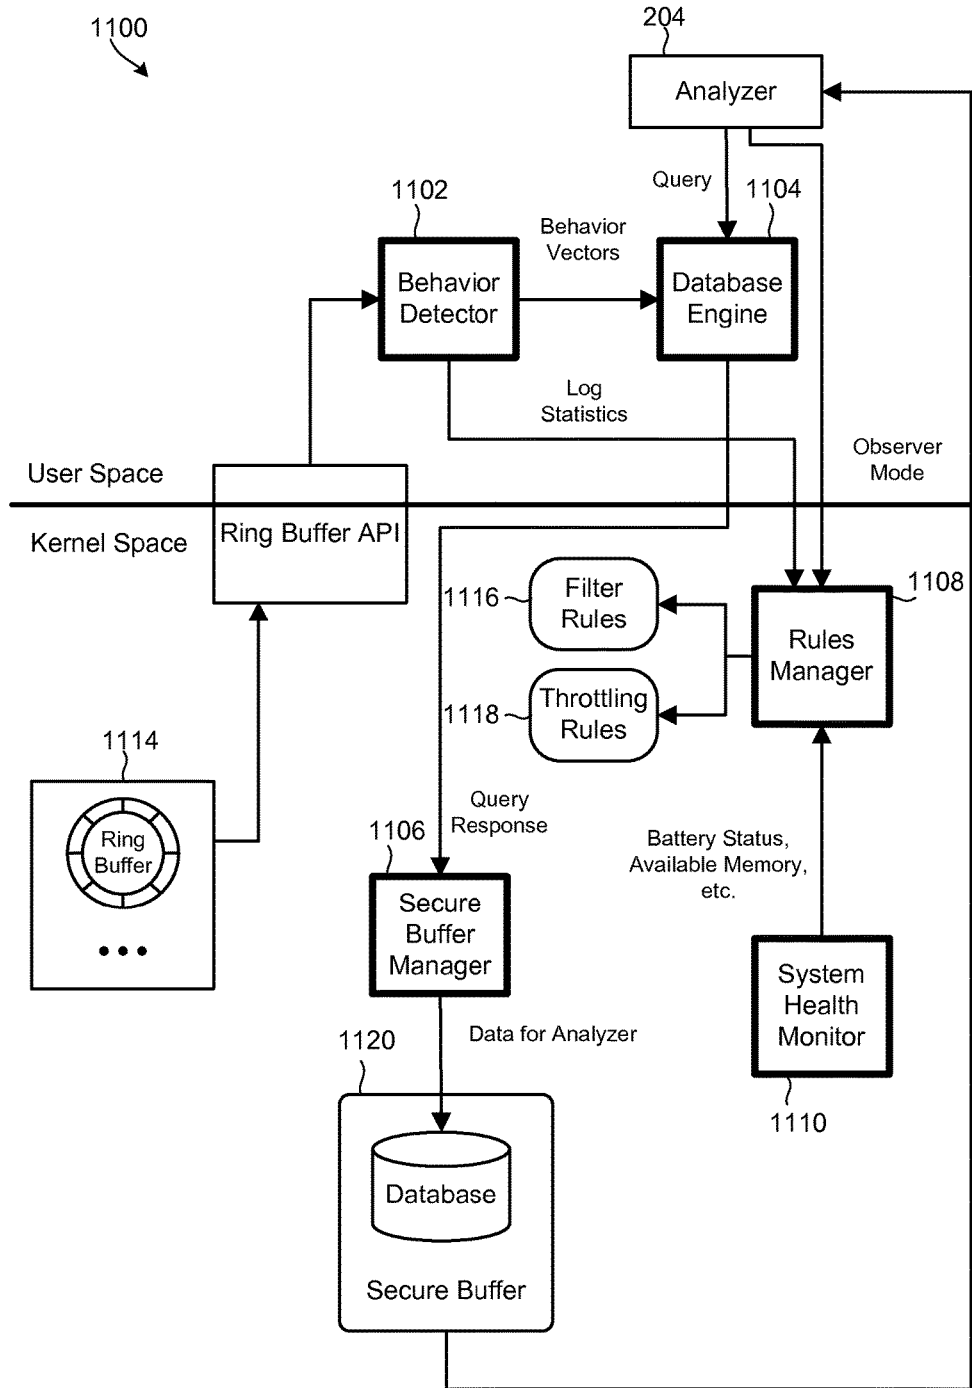 1100
204
Analyzer
Query
1102
1104
Behavior
Vectors
Behavior
Detector
Database
Engine
Log
Statistics
Observer
Mode
User Space
Kernel Space
Ring Buffer API
1116
Filter
Rules
1108
Rules
Manager
1118
Throttling
Rules
1114
Ring
Buffer
Query
Response
1106
Battery Status,
Available Memory,
etc.
Secure
Buffer
Manager
System
Health
Monitor
Data for Analyzer
1120
1110
Database
Secure Buffer